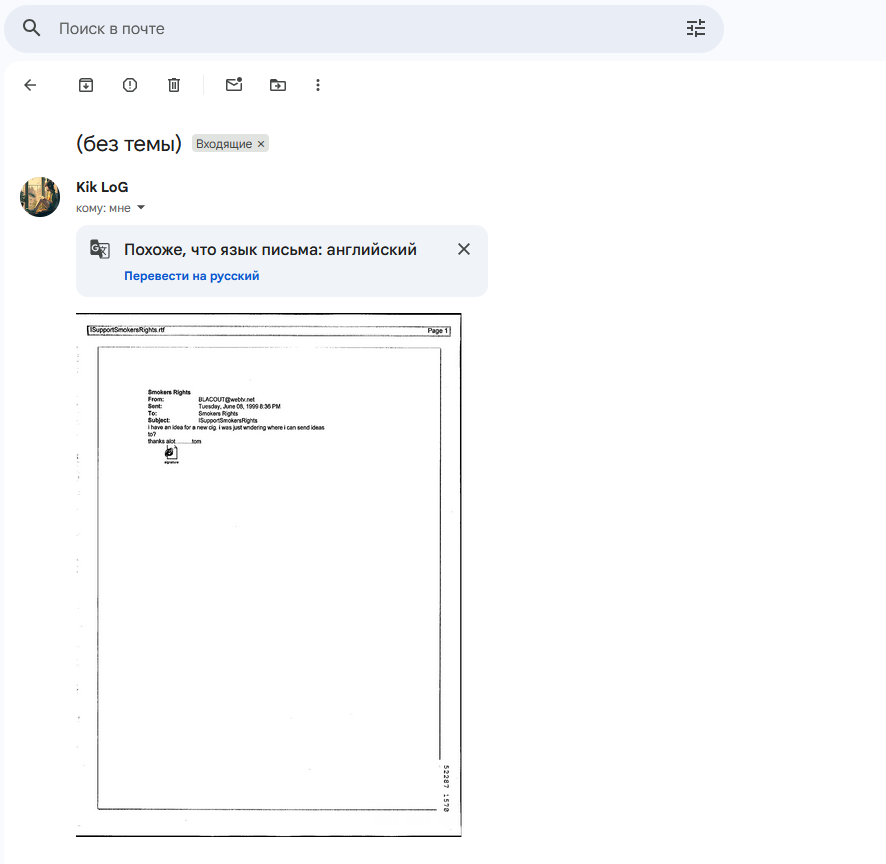 Поиск в почте
(без темы) Входящие ×
Kik LoG
кому: мне
Похоже, что язык письма: английский
Перевести на русский
ISupportSmokersRights.rtf Page 1
Smokers Rights
From: BLACOUT@webtv.net
Sent: Tuesday, June 08, 1999 8:36 PM
To: Smokers Rights
Subject: ISupportSmokersRights
I have an idea for a new cig. i was just wndering where i can send ideas
to?
thanks alot ........tom
signature
52287 1570